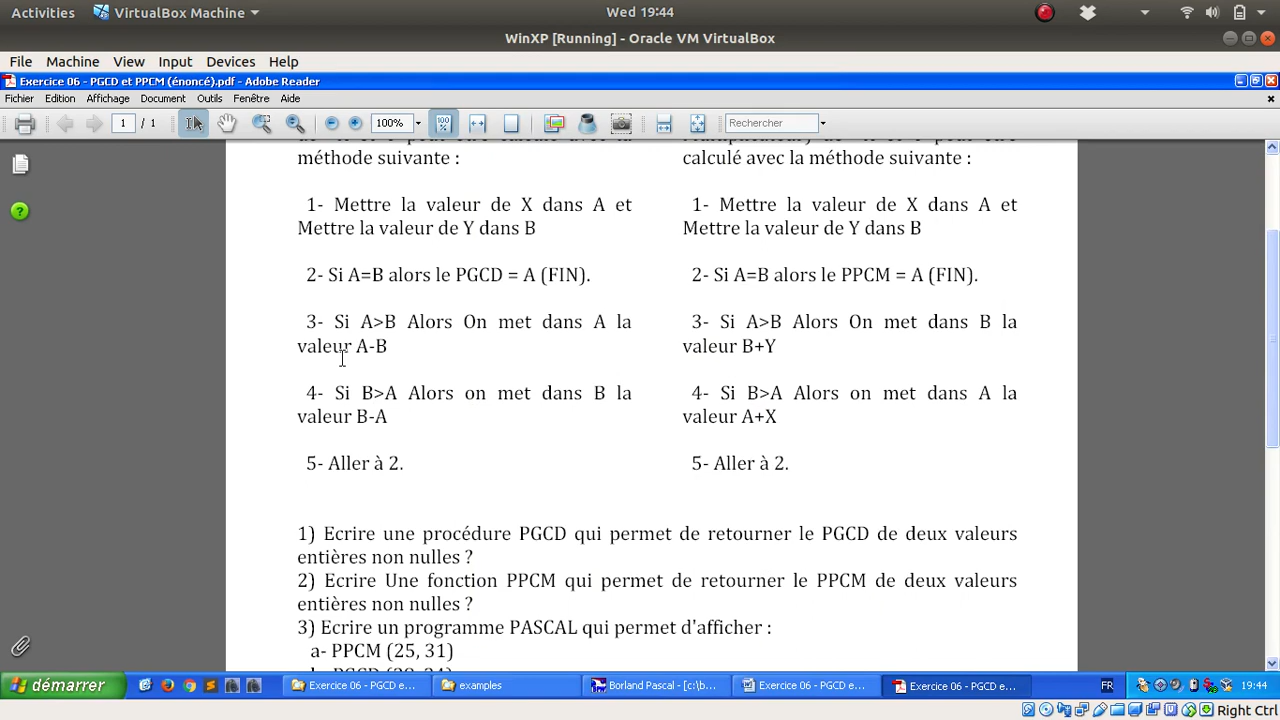 Activities VirtualBox Machine Wed 19:44
WinXP [Running] - Oracle VM VirtualBox
File Machine View Input Devices Help
Exercice 06 - PGCD et PPCM (énoncé).pdf - Adobe Reader
Fichier Edition Affichage Document Outils Fenêtre Aide
1 / 1 100% Rechercher
méthode suivante :
1- Mettre la valeur de X dans A et
Mettre la valeur de Y dans B
2- Si A=B alors le PGCD = A (FIN).
3- Si A>B Alors On met dans A la
valeur A-B
4- Si B>A Alors on met dans B la
valeur B-A
5- Aller à 2.
calculé avec la méthode suivante :
1- Mettre la valeur de X dans A et
Mettre la valeur de Y dans B
2- Si A=B alors le PPCM = A (FIN).
3- Si A>B Alors On met dans B la
valeur B+Y
4- Si B>A Alors on met dans A la
valeur A+X
5- Aller à 2.
1) Ecrire une procédure PGCD qui permet de retourner le PGCD de deux valeurs
entières non nulles ?
2) Ecrire Une fonction PPCM qui permet de retourner le PPCM de deux valeurs
entières non nulles ?
3) Ecrire un programme PASCAL qui permet d'afficher :
a- PPCM (25, 31)
démarrer Exercice 06 - PGCD e... examples Borland Pascal - [c:\b... Exercice 06 - PGCD e... Exercice 06 - PGCD e... FR 19:44
Right Ctrl